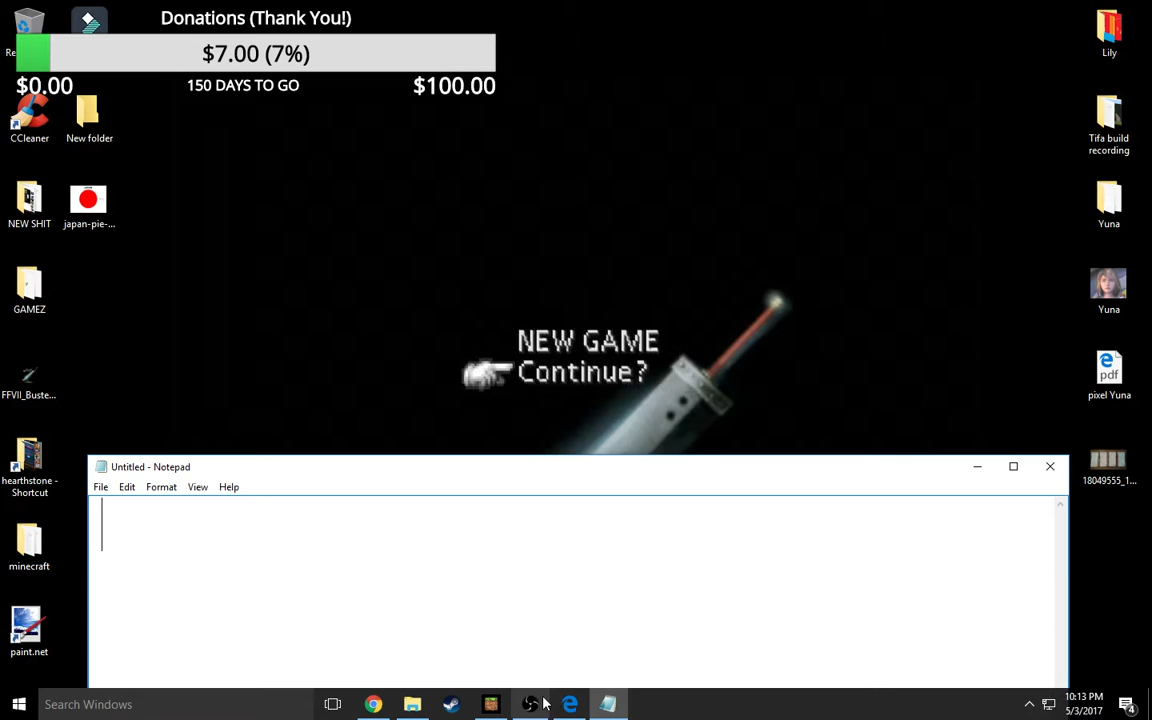 Donations (Thank You!)
$7.00 (7%)
$0.00
150 DAYS TO GO
$100.00
CCleaner
New folder
NEW SHIT
japan-pie-...
GAMEZ
FFVII_Buste...
hearthstone -
Shortcut
minecraft
paint.net
Lily
Tifa build
recording
Yuna
Yuna
pdf
pixel Yuna
18049555_1...
NEW GAME
Continue?
Untitled - Notepad
File Edit Format View Help
Search Windows
10:13 PM
5/3/2017
4